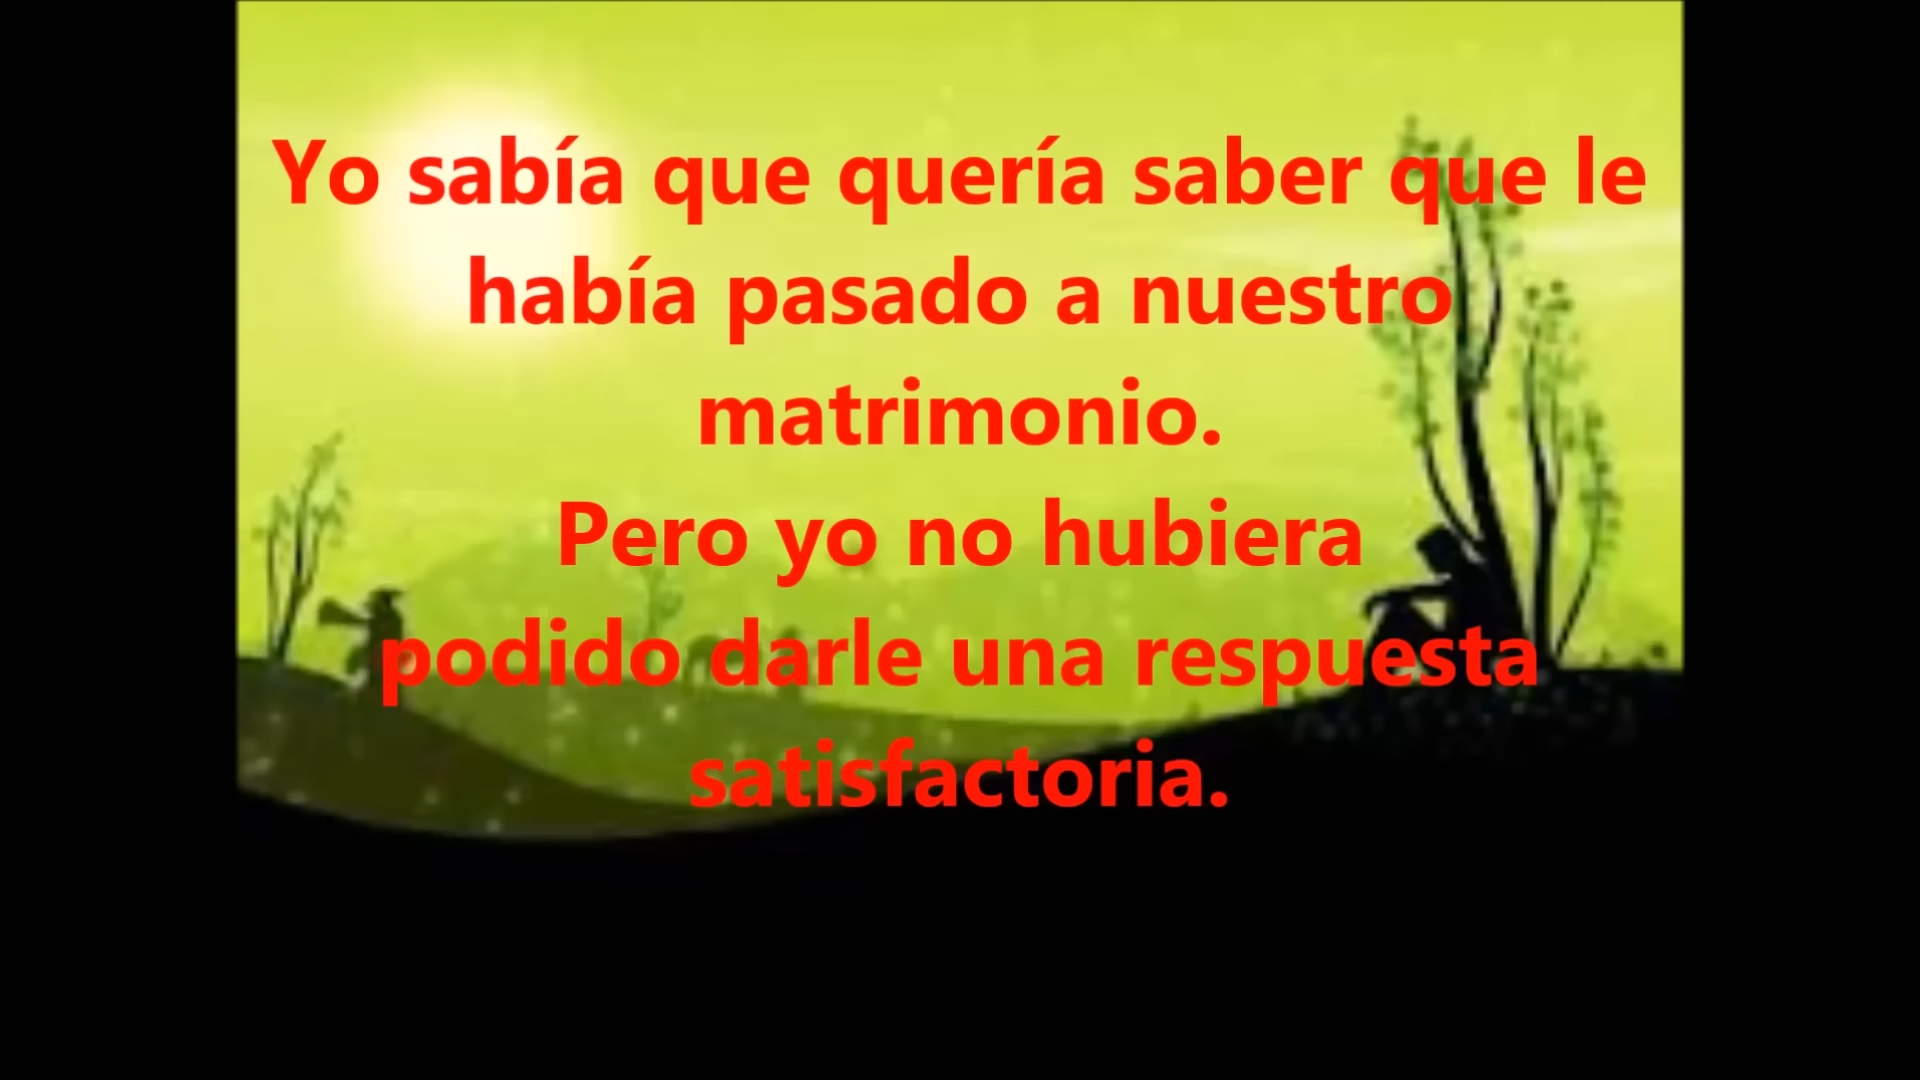 Yo sabía que quería saber que le
había pasado a nuestro
matrimonio.
Pero yo no hubiera
podido darle una respuesta
satisfactoria.